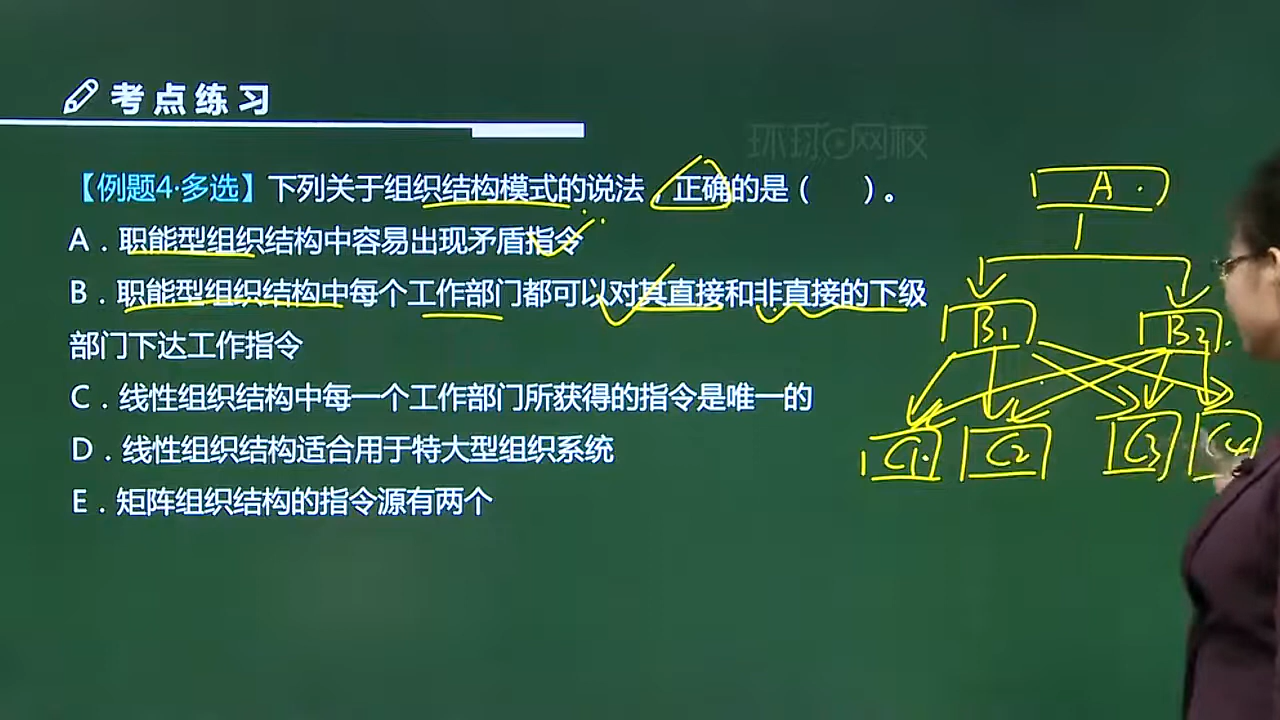 考点练习
环球网校
【例题4·多选】下列关于组织结构模式的说法，正确的是（ ）。
A．职能型组织结构中容易出现矛盾指令
B．职能型组织结构中每个工作部门都可以对其直接和非直接的下级
部门下达工作指令
C．线性组织结构中每一个工作部门所获得的指令是唯一的
D．线性组织结构适合用于特大型组织系统
E．矩阵组织结构的指令源有两个
A
B1 B2
C1 C2 C3 C4